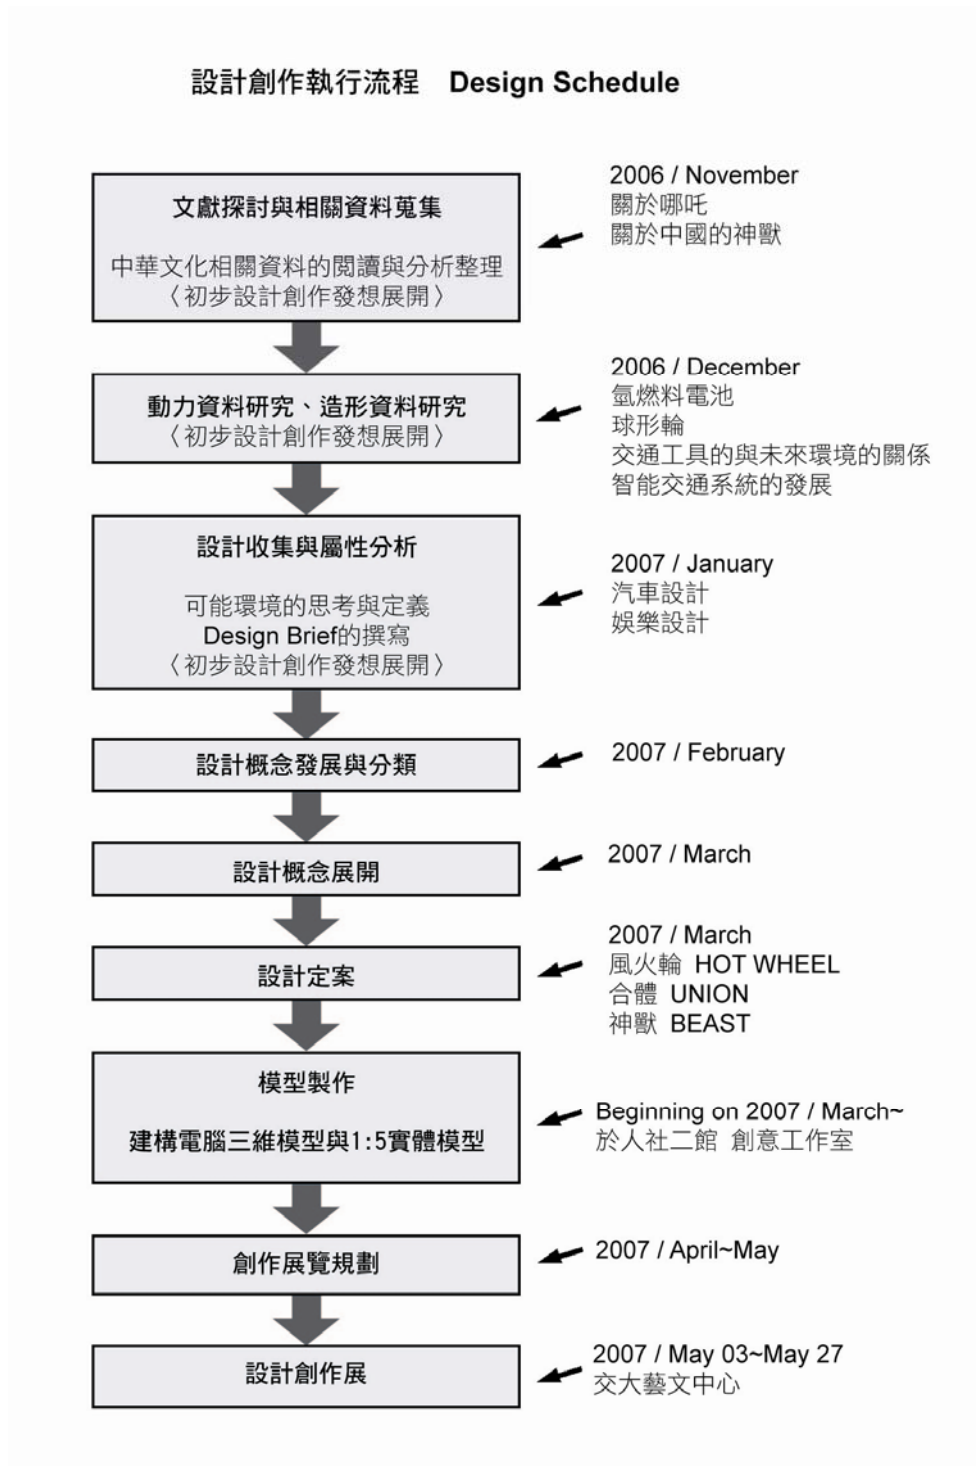 設計創作執行流程 Design Schedule
文獻探討與相關資料蒐集
中華文化相關資料的閱讀與分析整理
〈初步設計創作發想展開〉
2006 / November
關於哪吒
關於中國的神獸
動力資料研究、造形資料研究
〈初步設計創作發想展開〉
2006 / December
氫燃料電池
球形輪
交通工具的與未來環境的關係
智能交通系統的發展
設計收集與屬性分析
可能環境的思考與定義
Design Brief的撰寫
〈初步設計創作發想展開〉
2007 / January
汽車設計
娛樂設計
設計概念發展與分類
2007 / February
設計概念展開
2007 / March
設計定案
2007 / March
風火輪 HOT WHEEL
合體 UNION
神獸 BEAST
模型製作
建構電腦三維模型與1:5實體模型
Beginning on 2007 / March~
於人社二館 創意工作室
創作展覽規劃
2007 / April~May
設計創作展
2007 / May 03~May 27
交大藝文中心